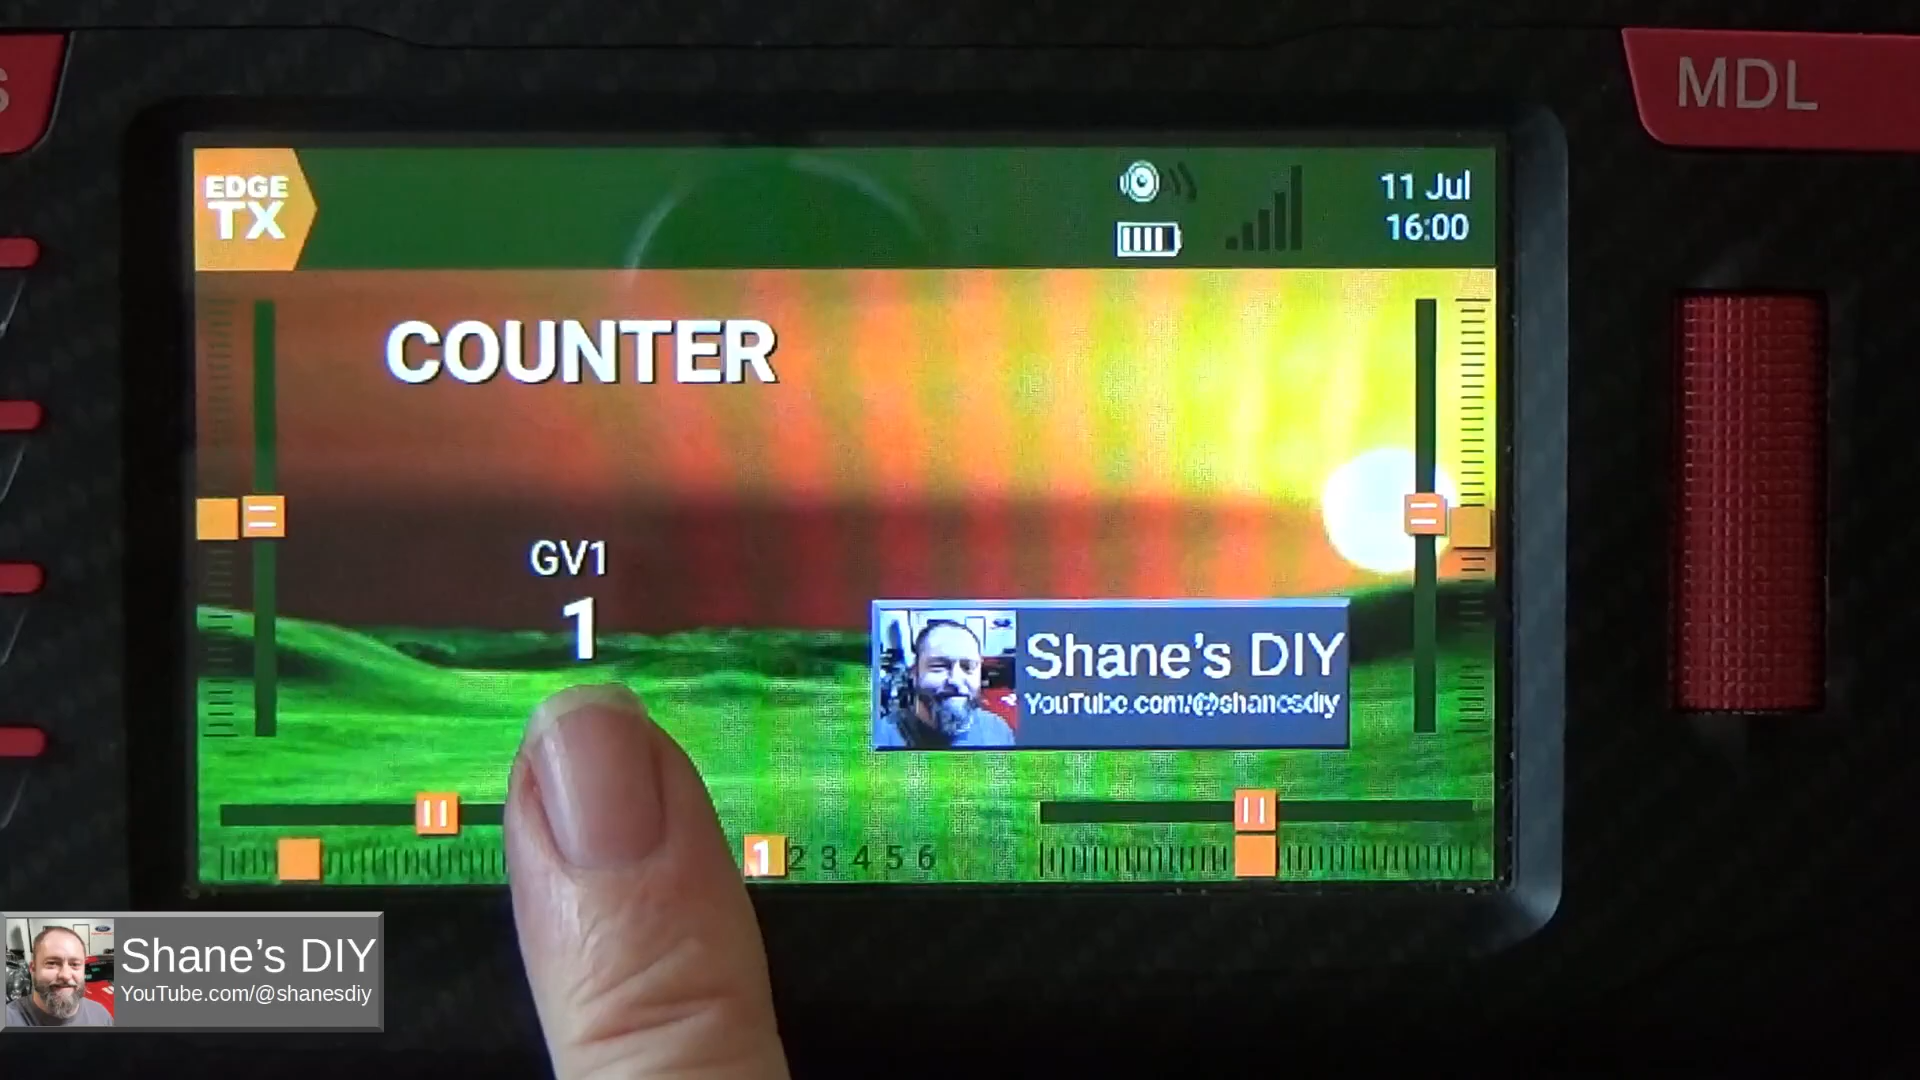 S
MDL
EDGE
TX
11 Jul
16:00
COUNTER
GV1
1
Shane's DIY
YouTube.com/@shanesdiy
1 2 3 4 5 6
Shane's DIY
YouTube.com/@shanesdiy